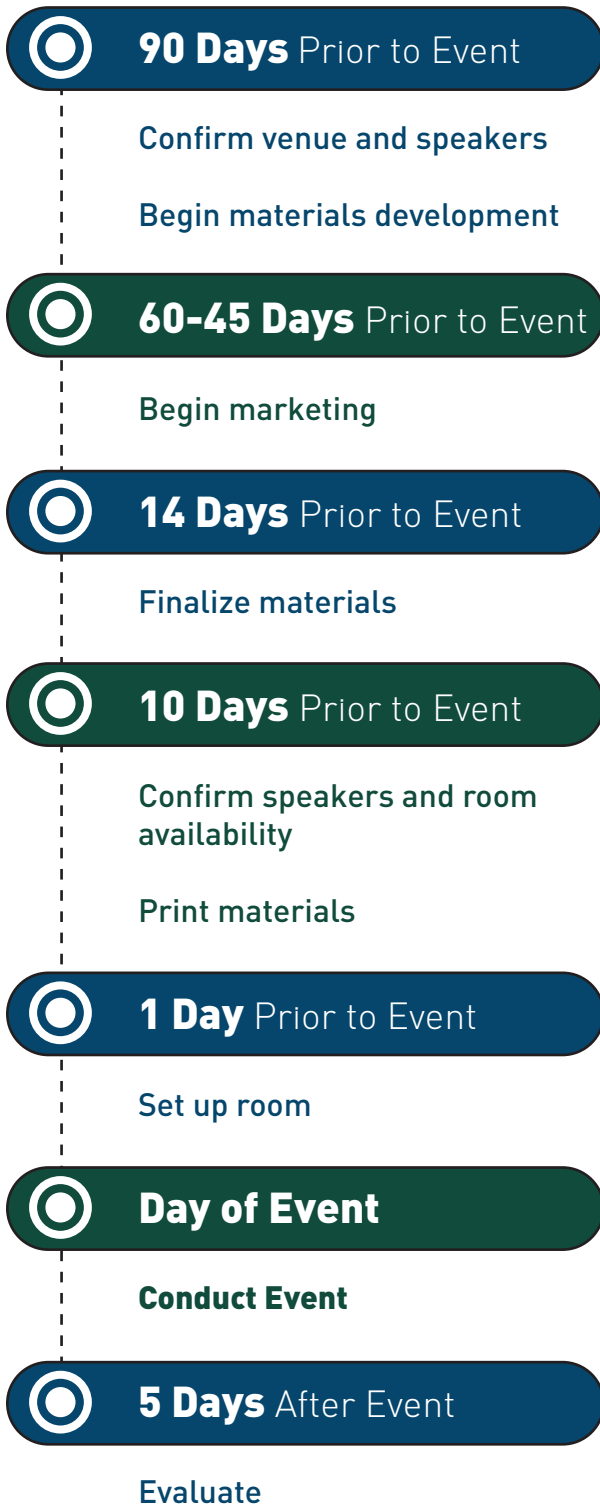 90 Days Prior to Event
Confirm venue and speakers
Begin materials development
60-45 Days Prior to Event
Begin marketing
14 Days Prior to Event
Finalize materials
10 Days Prior to Event
Confirm speakers and room
availability
Print materials
1 Day Prior to Event
Set up room
Day of Event
Conduct Event
5 Days After Event
Evaluate